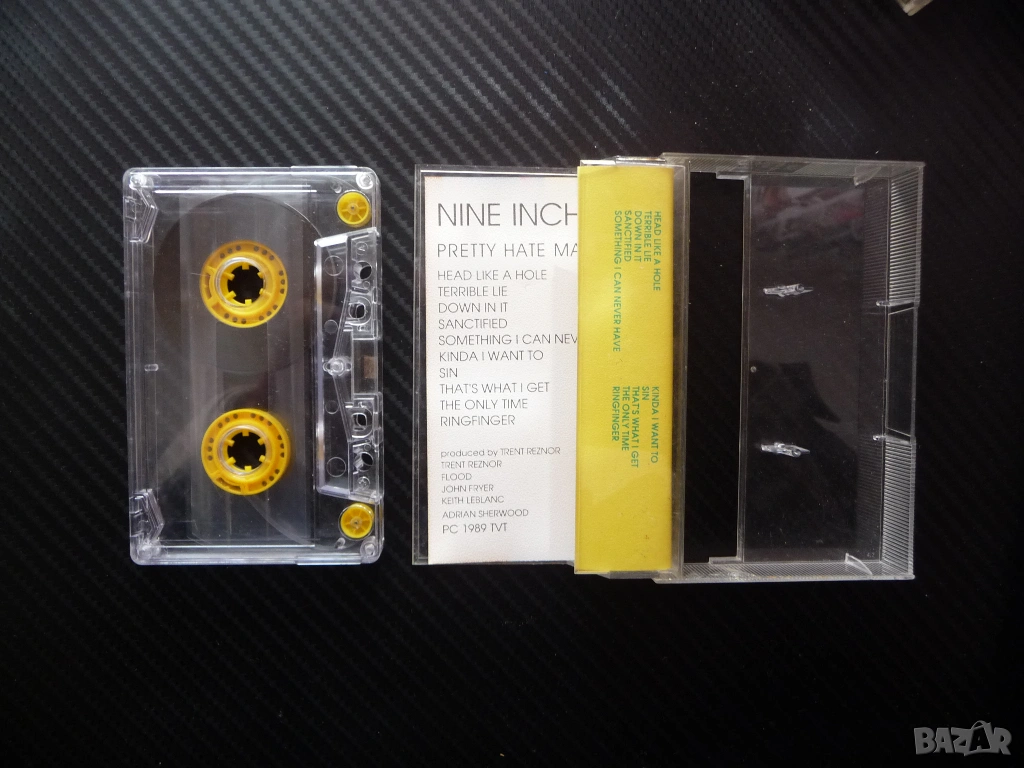 NINE INCH
PRETTY HATE MA
HEAD LIKE A HOLE
TERRIBLE LIE
DOWN IN IT
SANCTIFIED
SOMETHING I CAN NEV
KINDA I WANT TO
SIN
THAT'S WHAT I GET
THE ONLY TIME
RINGFINGER
produced by TRENT REZNOR
TRENT REZNOR
FLOOD
JOHN FRYER
KEITH LEBLANC
ADRIAN SHERWOOD
PC 1989 TVT
HEAD LIKE A HOLE
TERRIBLE LIE
DOWN IN IT
SANCTIFIED
SOMETHING I CAN NEVER HAVE
KINDA I WANT TO
SIN
THAT'S WHAT I GET
THE ONLY TIME
RINGFINGER
BAZAR